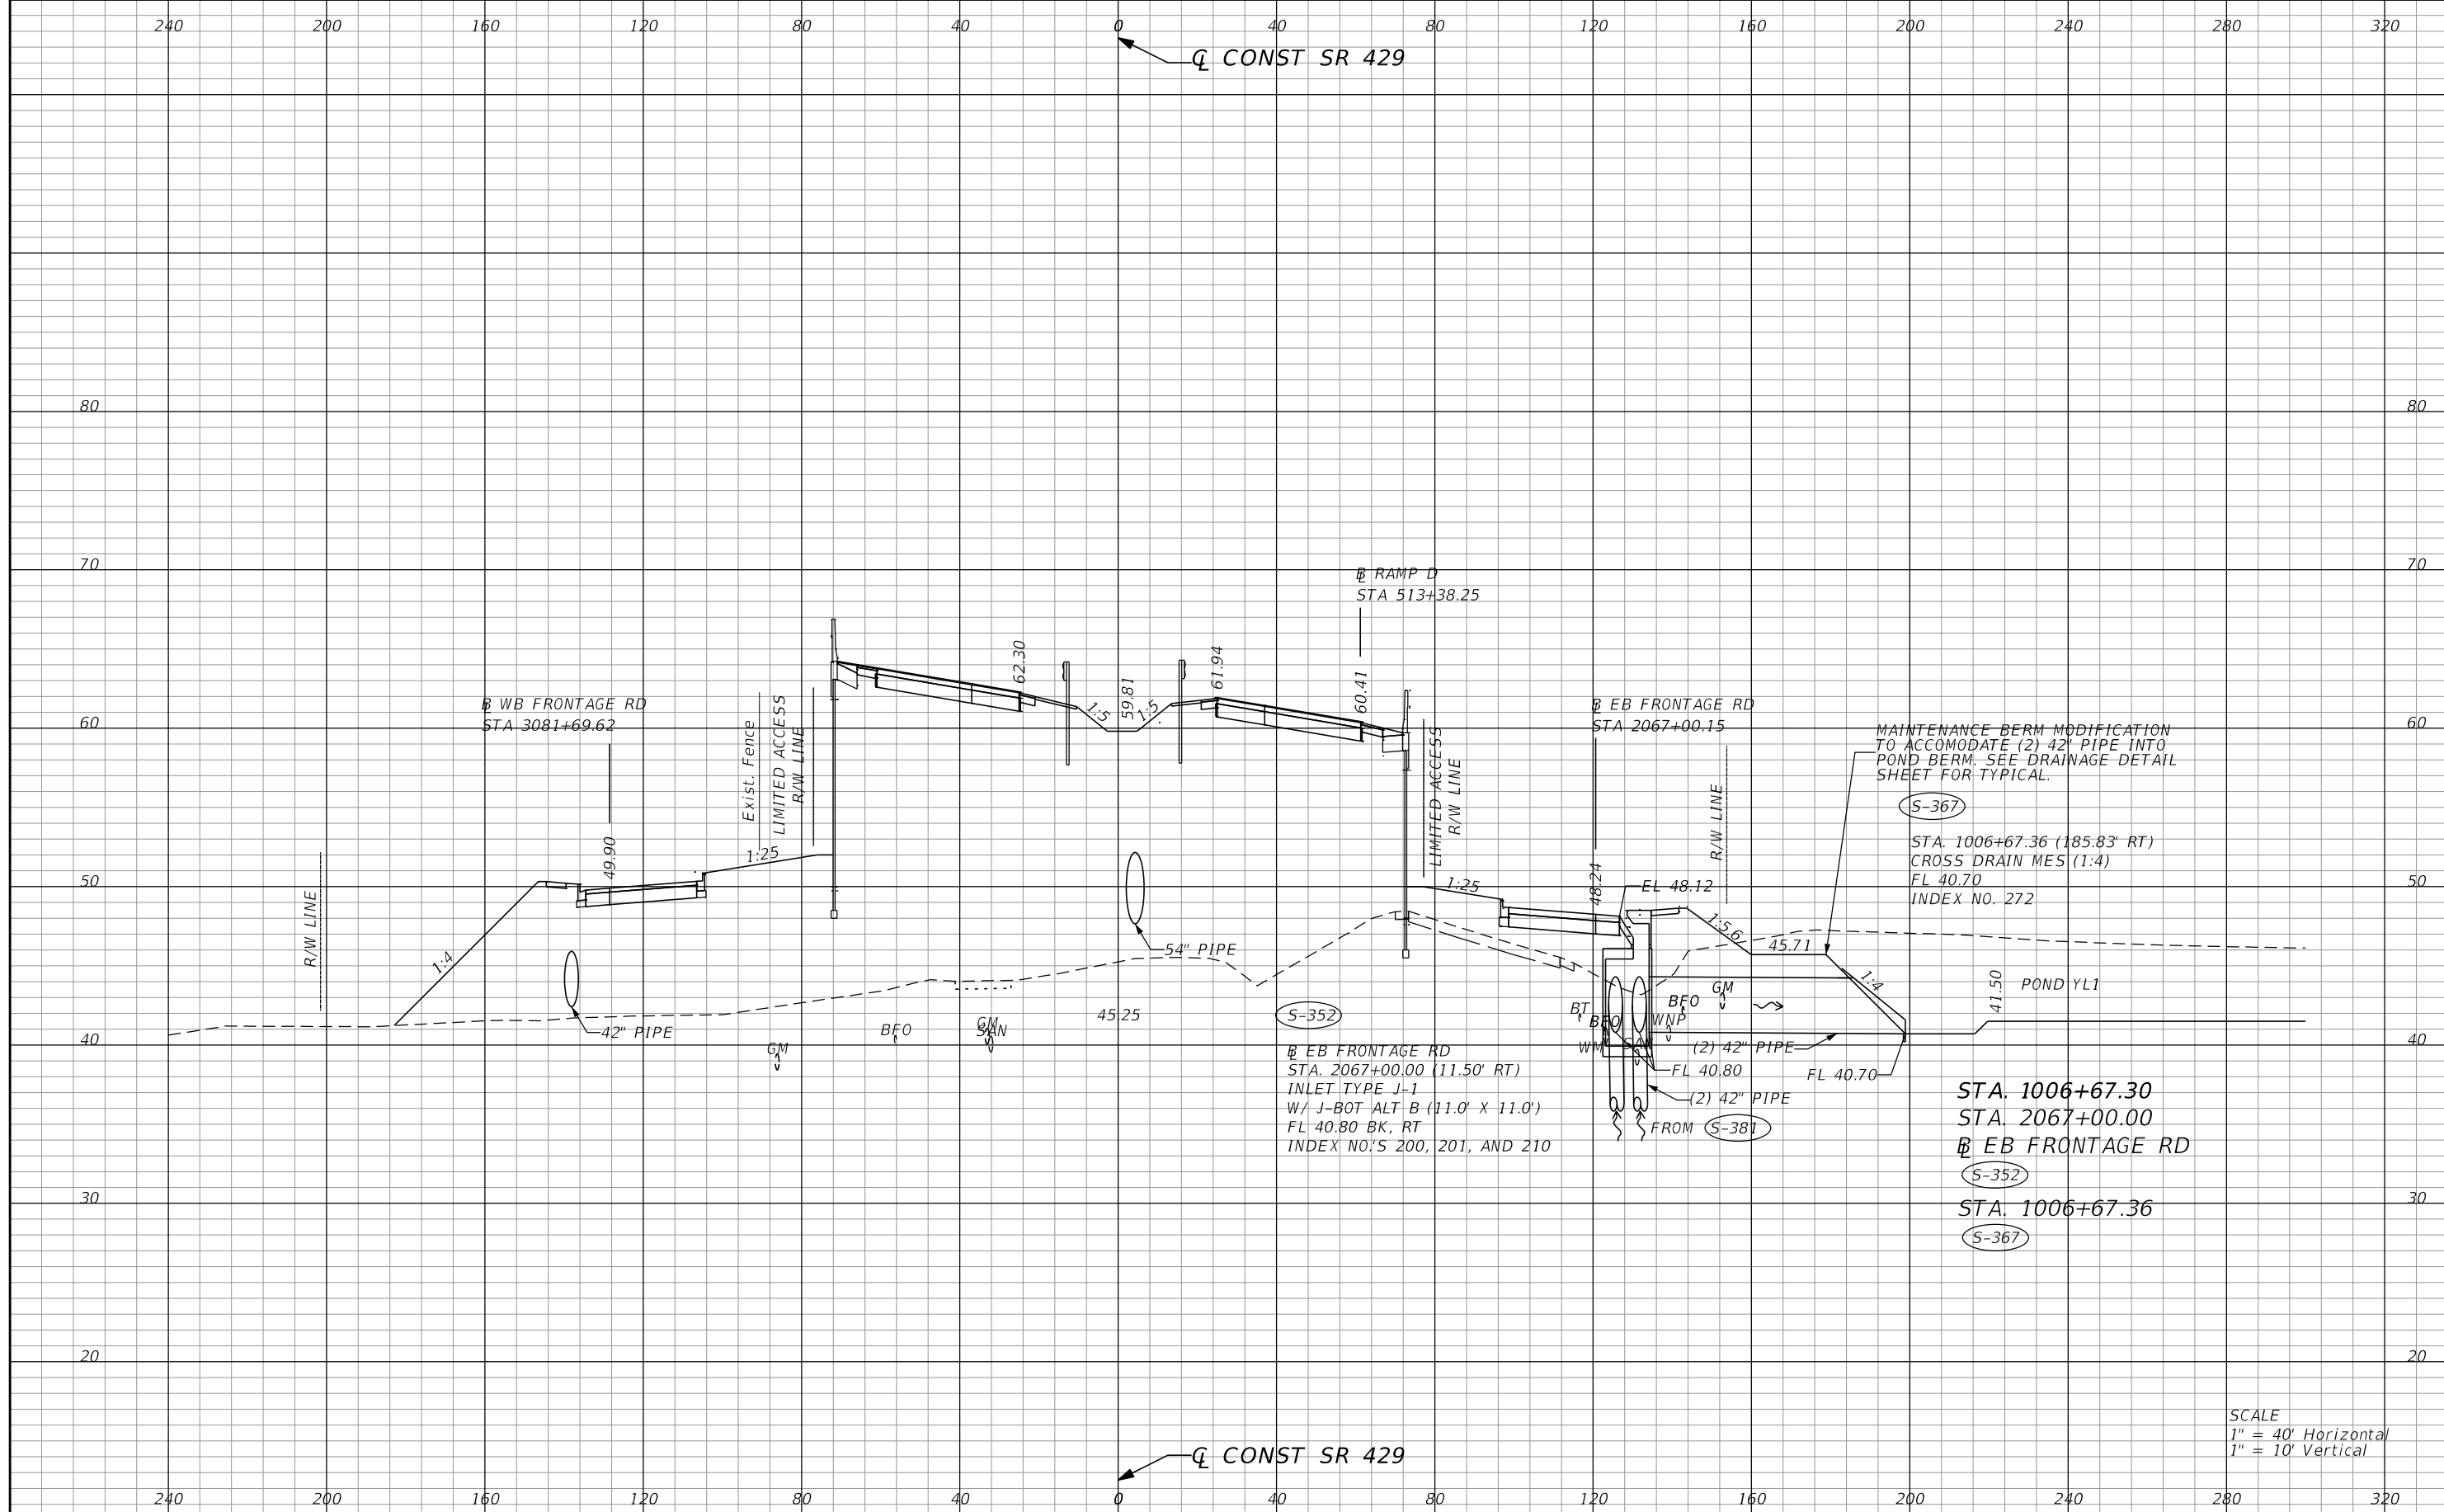 240 200 160 120 80 40 0 40 80 120 160 200 240 280 320
℄ CONST SR 429
80 80
70 70
℄ RAMP D
STA 513+38.25
62.30
61.94
60.41
59.81
1:5
1:5
60 60
B WB FRONTAGE RD
STA 3081+69.62
49.90
B EB FRONTAGE RD
STA 2067+00.15
48.24
Exist. Fence
LIMITED ACCESS
R/W LINE
LIMITED ACCESS
R/W LINE
R/W LINE
R/W LINE
MAINTENANCE BERM MODIFICATION
TO ACCOMODATE (2) 42" PIPE INTO
POND BERM. SEE DRAINAGE DETAIL
SHEET FOR TYPICAL.
S-367
STA. 1006+67.36 (185.83' RT)
CROSS DRAIN MES (1:4)
FL 40.70
INDEX NO. 272
1:25
1:25
50 50
EL 48.12
1:5.6
45.71
1:4
1:4
54" PIPE
41.50
POND YL1
42" PIPE
45.25
S-352
GM
BFO
GM
SAN
BT
BFO
WM
WNP
BFO
GM
40 40
(2) 42" PIPE
FL 40.80
FL 40.70
(2) 42" PIPE
FROM S-381
B EB FRONTAGE RD
STA. 2067+00.00 (11.50' RT)
INLET TYPE J-1
W/ J-BOT ALT B (11.0' X 11.0')
FL 40.80 BK, RT
INDEX NO.'S 200, 201, AND 210
STA. 1006+67.30
STA. 2067+00.00
B EB FRONTAGE RD
S-352
STA. 1006+67.36
S-367
30 30
20 20
SCALE
1" = 40' Horizontal
1" = 10' Vertical
℄ CONST SR 429
240 200 160 120 80 40 0 40 80 120 160 200 240 280 320